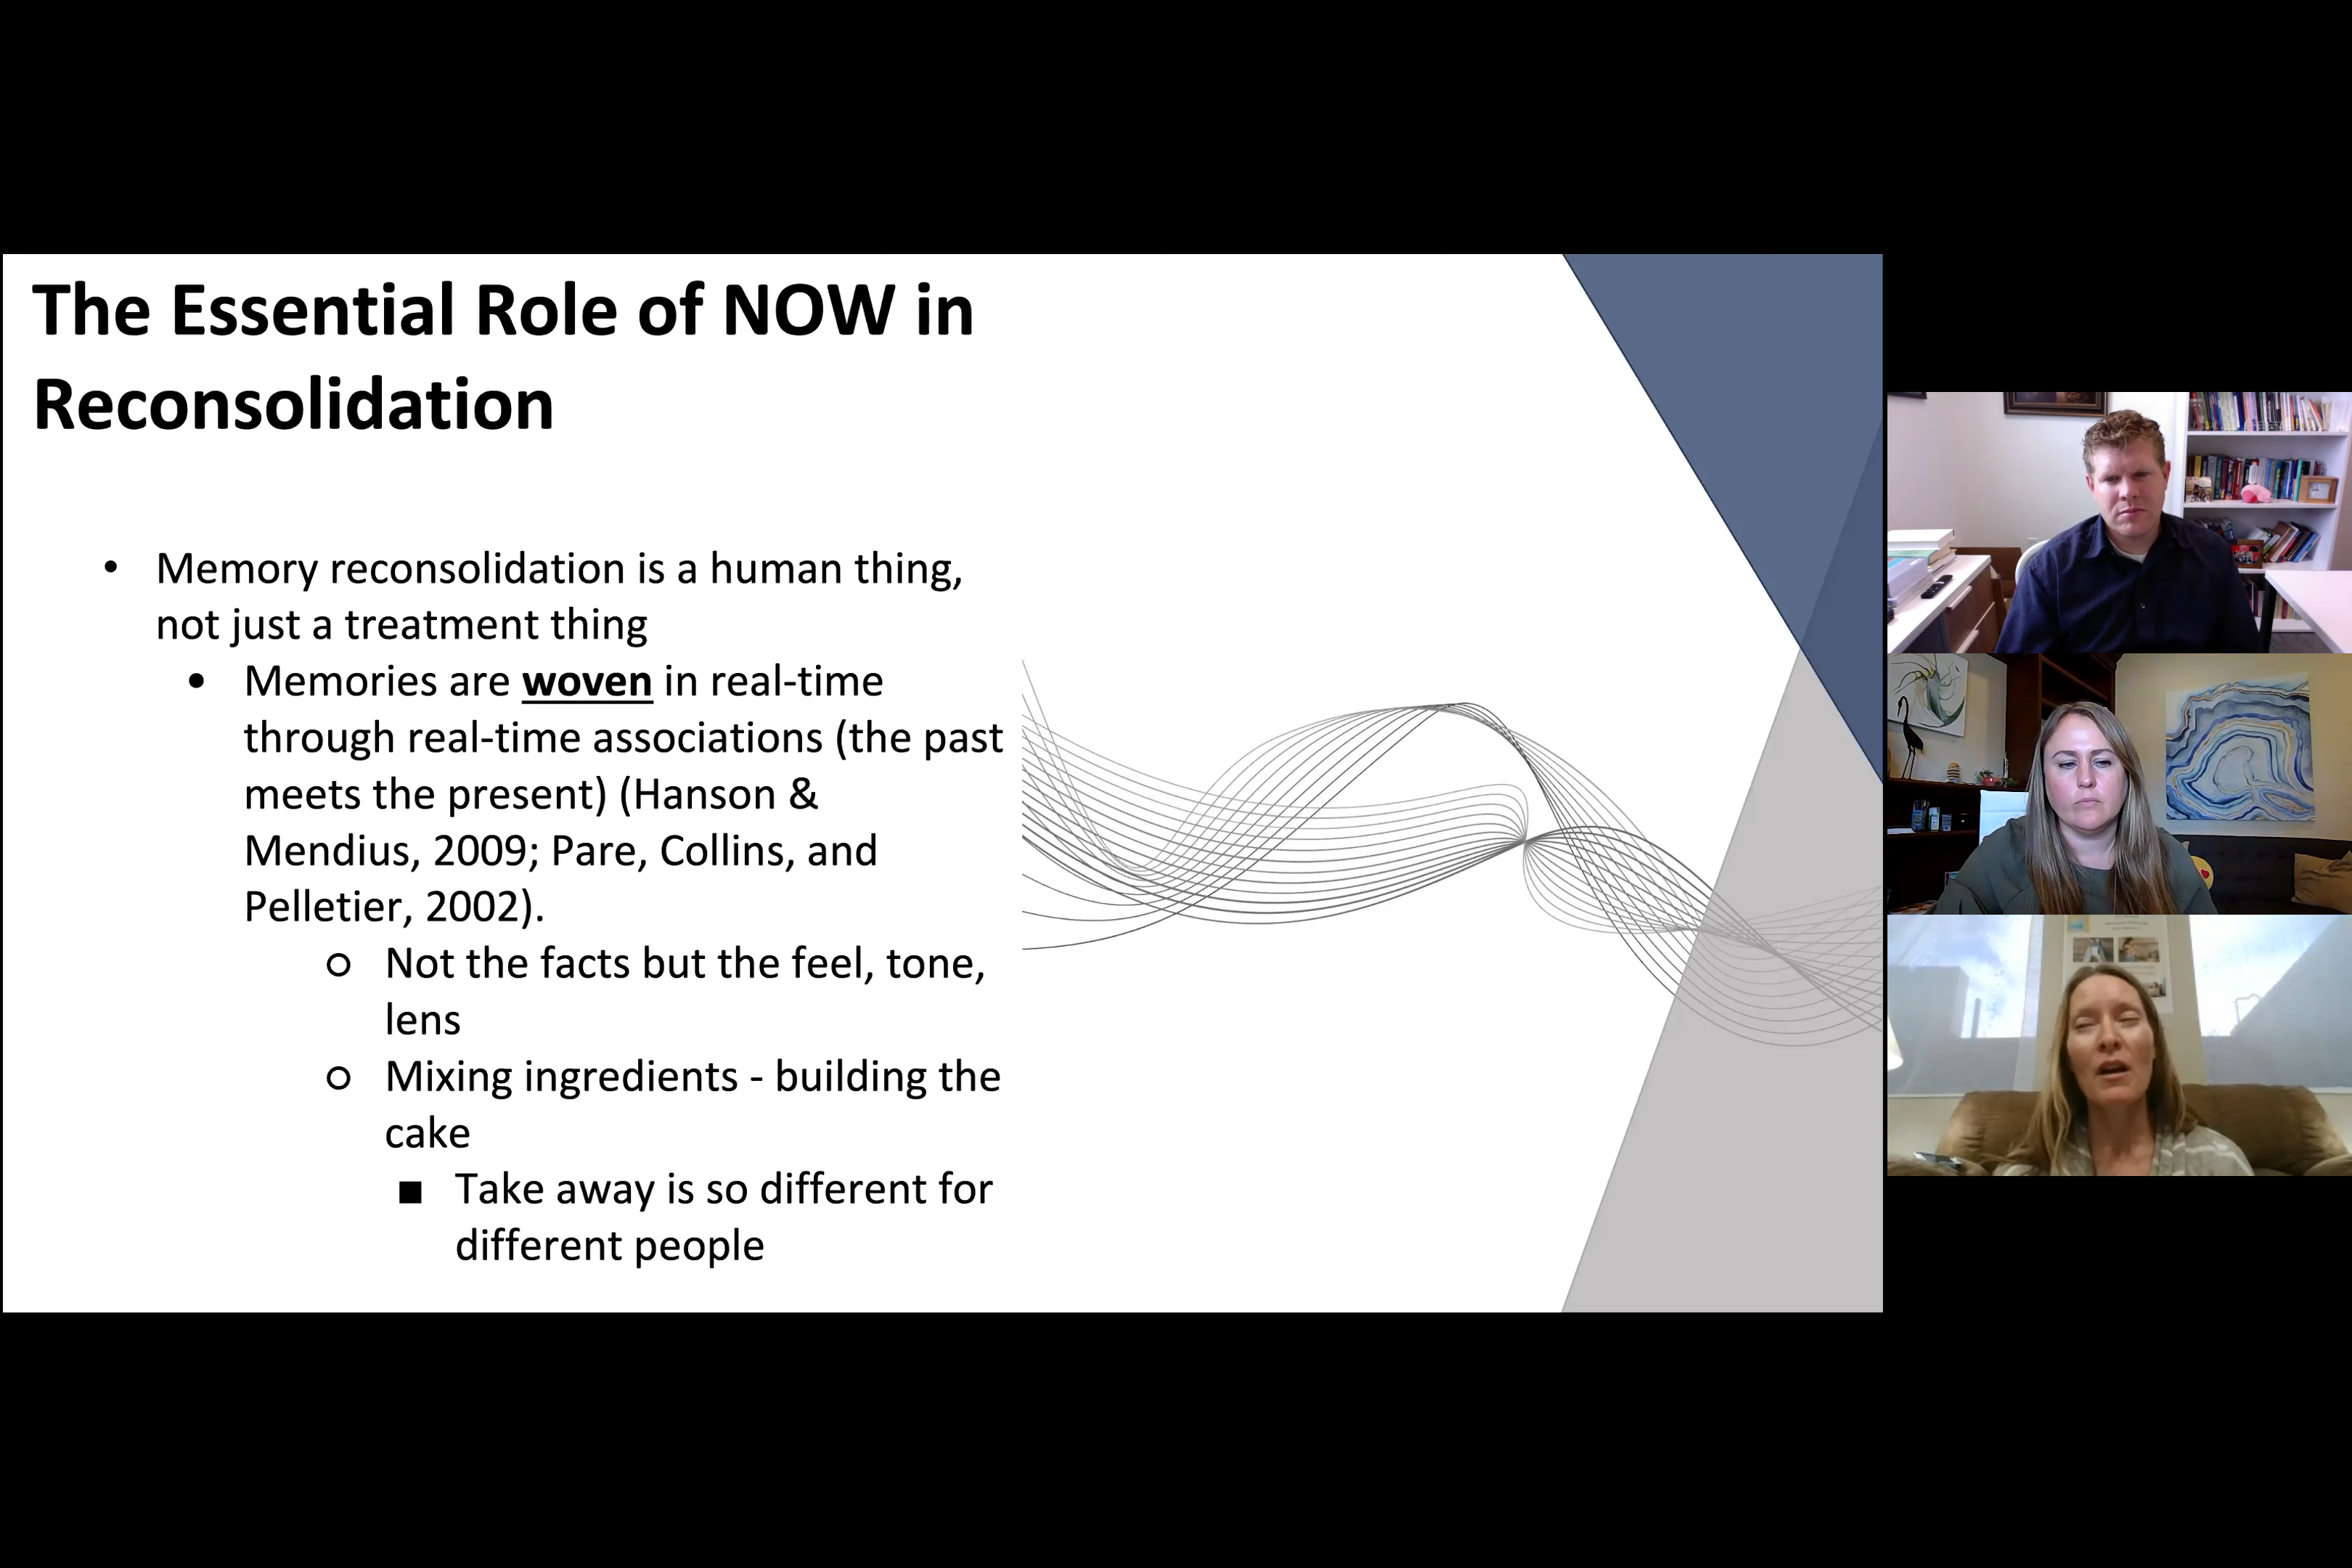 The Essential Role of NOW in
Reconsolidation
• Memory reconsolidation is a human thing,
not just a treatment thing
• Memories are woven in real-time
through real-time associations (the past
meets the present) (Hanson &
Mendius, 2009; Pare, Collins, and
Pelletier, 2002).
○ Not the facts but the feel, tone,
lens
○ Mixing ingredients - building the
cake
■ Take away is so different for
different people